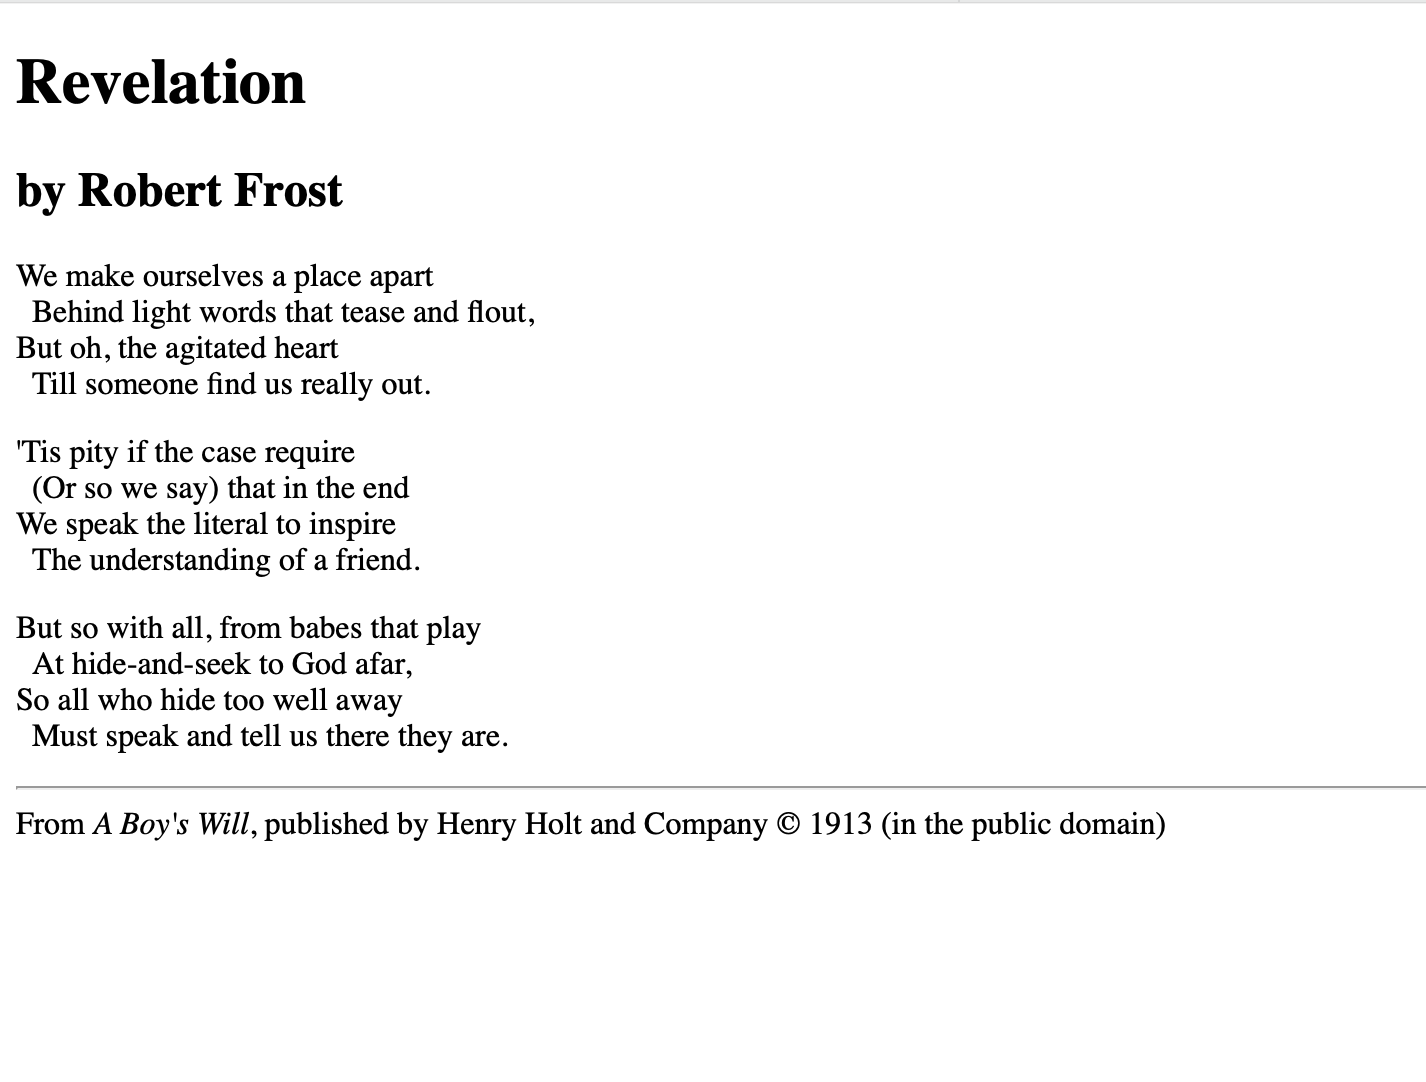 Revelation
by Robert Frost
We make ourselves a place apart
Behind light words that tease and flout,
But oh, the agitated heart
Till someone find us really out.
'Tis pity if the case require
(Or so we say) that in the end
We speak the literal to inspire
The understanding of a friend.
But so with all, from babes that play
At hide-and-seek to God afar,
So all who hide too well away
Must speak and tell us there they are.
From A Boy's Will, published by Henry Holt and Company © 1913 (in the public domain)